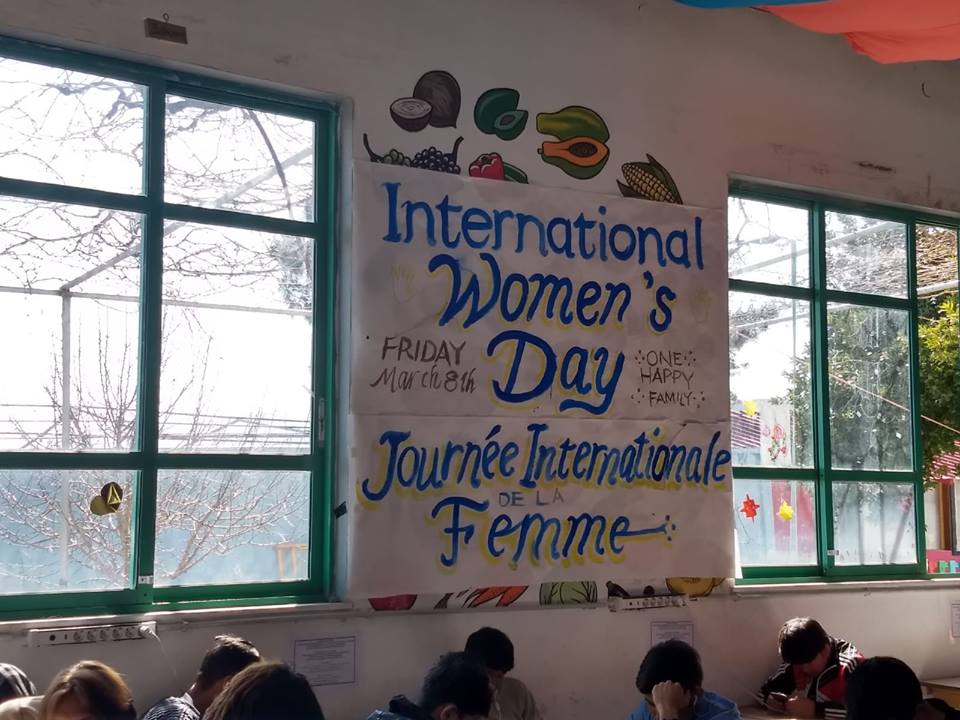 International
Women's
Day
FRIDAY
March 8th
ONE
HAPPY
FAMILY
Journée Internationale
DE LA
Femme